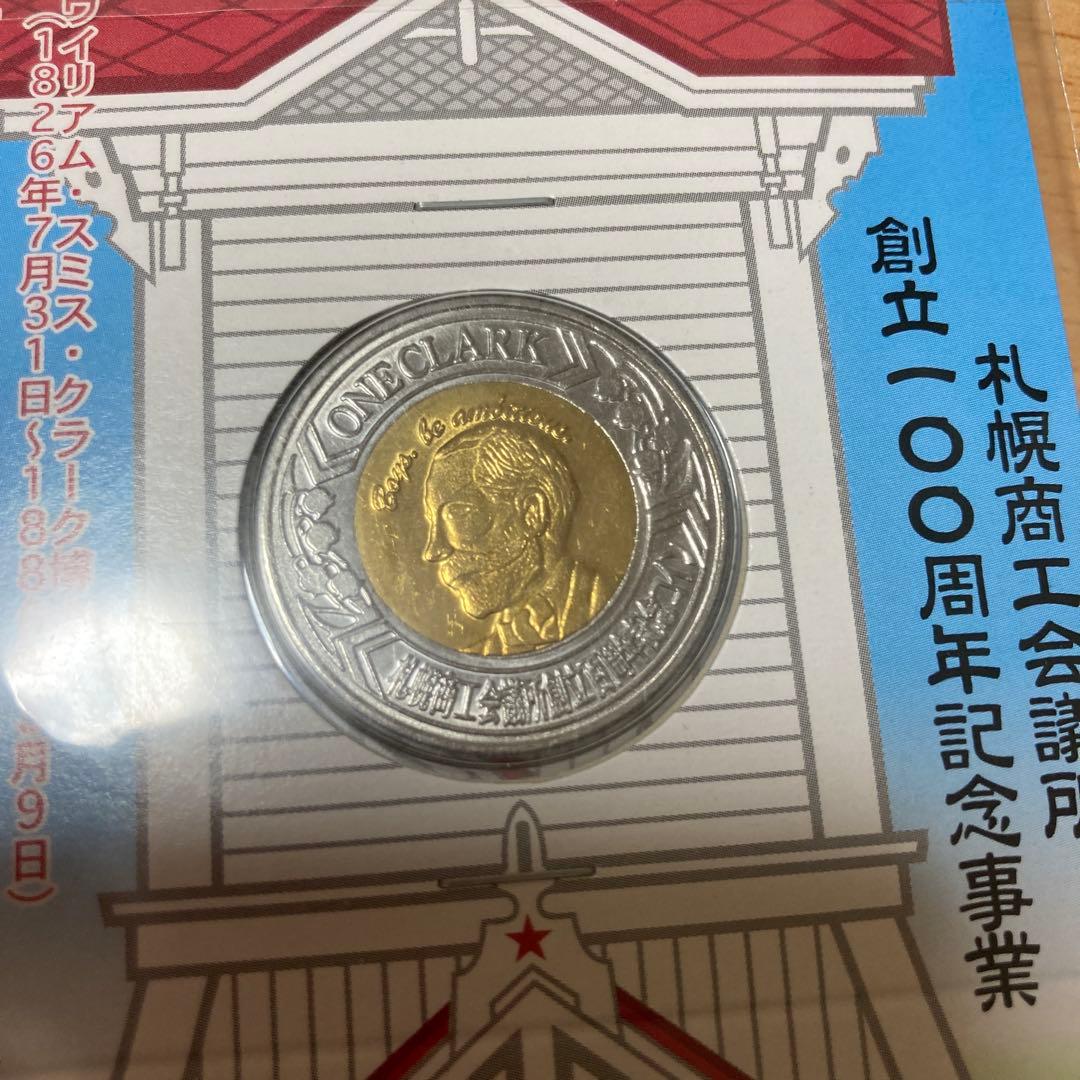 札幌商工会議所
創立一〇〇周年記念事業
ウィリアム・スミス・クラーク博
(1826年7月31日～188
月9日)
ONE CLARK
Boys, be ambitious.
札幌商工会議所創立百周年記念